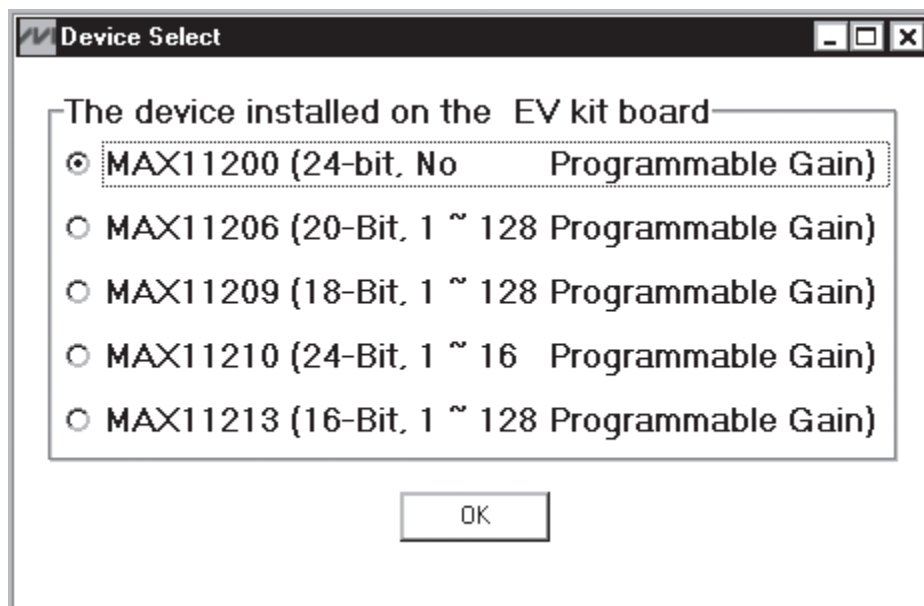 Device Select
The device installed on the EV kit board
MAX11200 (24-bit, No Programmable Gain)
MAX11206 (20-Bit, 1 ~ 128 Programmable Gain)
MAX11209 (18-Bit, 1 ~ 128 Programmable Gain)
MAX11210 (24-Bit, 1 ~ 16 Programmable Gain)
MAX11213 (16-Bit, 1 ~ 128 Programmable Gain)
OK